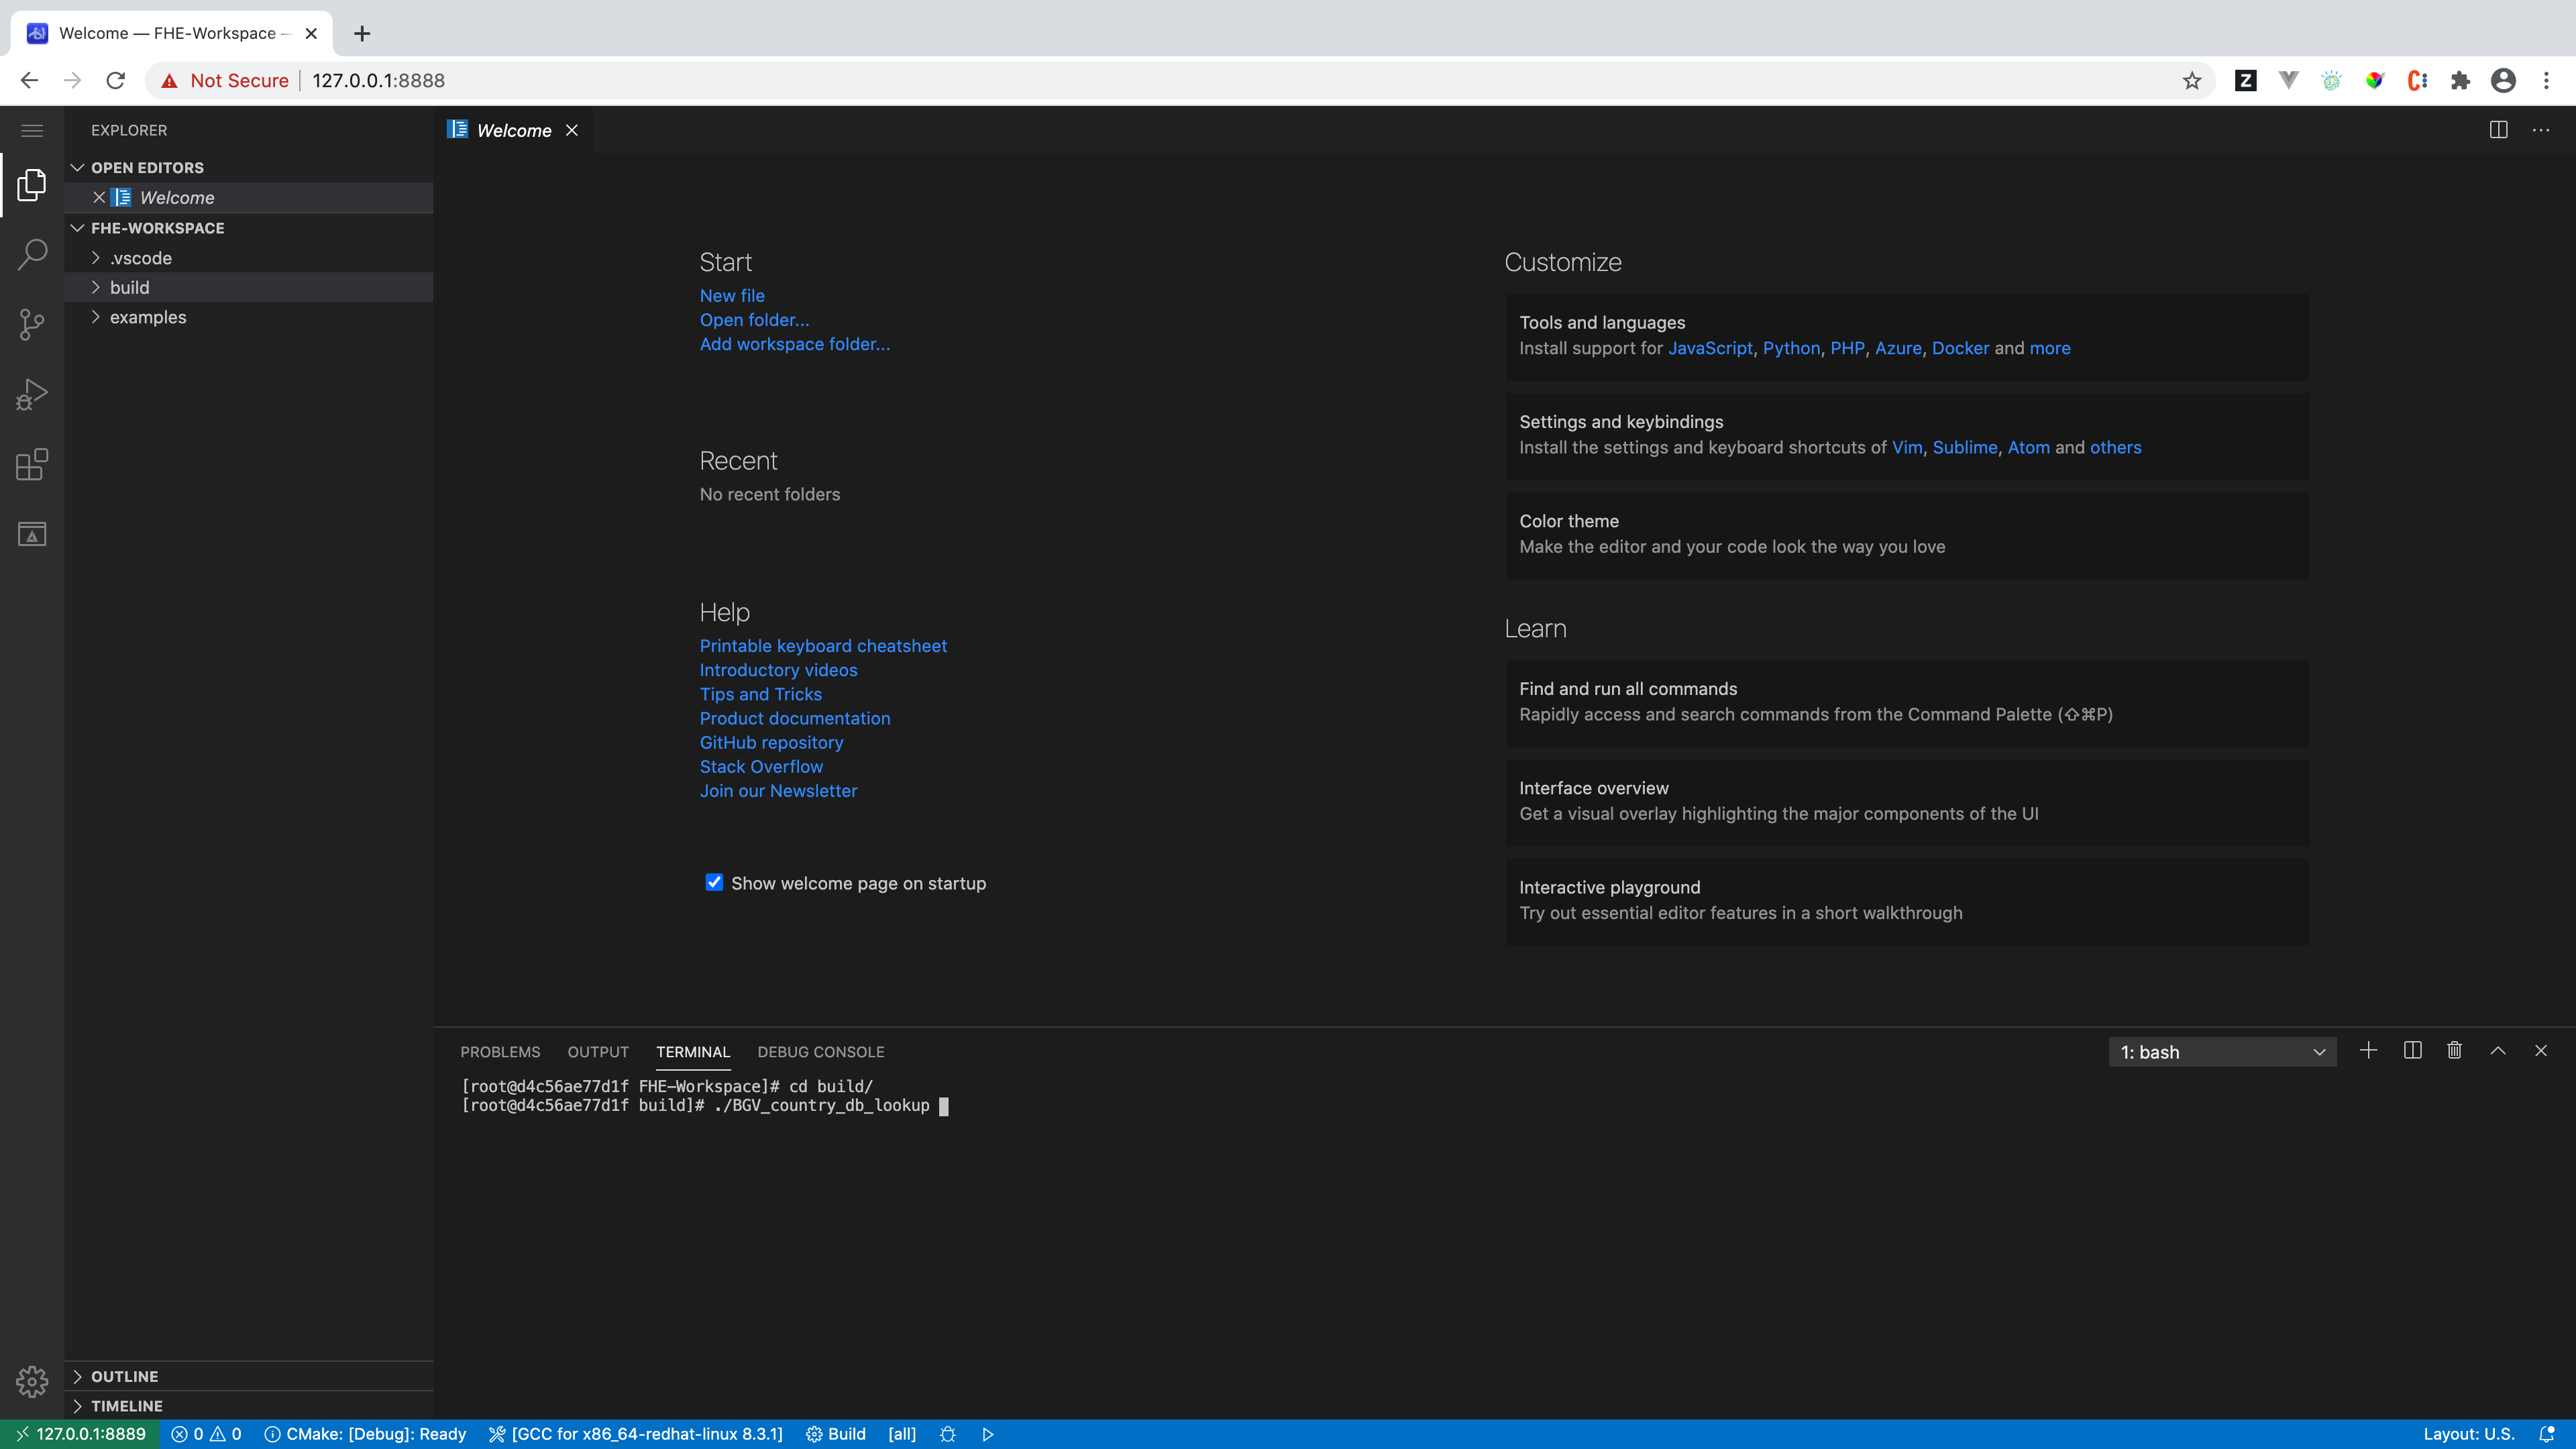 Welcome — FHE-Workspace —
Not Secure 127.0.0.1:8888
EXPLORER
OPEN EDITORS
Welcome
FHE-WORKSPACE
.vscode
build
examples
OUTLINE
TIMELINE
Welcome
Start
New file
Open folder...
Add workspace folder...
Recent
No recent folders
Help
Printable keyboard cheatsheet
Introductory videos
Tips and Tricks
Product documentation
GitHub repository
Stack Overflow
Join our Newsletter
Show welcome page on startup
Customize
Tools and languages
Install support for JavaScript, Python, PHP, Azure, Docker and more
Settings and keybindings
Install the settings and keyboard shortcuts of Vim, Sublime, Atom and others
Color theme
Make the editor and your code look the way you love
Learn
Find and run all commands
Rapidly access and search commands from the Command Palette (⇧⌘P)
Interface overview
Get a visual overlay highlighting the major components of the UI
Interactive playground
Try out essential editor features in a short walkthrough
PROBLEMS OUTPUT TERMINAL DEBUG CONSOLE 1: bash
[root@d4c56ae77d1f FHE-Workspace]# cd build/
[root@d4c56ae77d1f build]# ./BGV_country_db_lookup
127.0.0.1:8889 0 0 CMake: [Debug]: Ready [GCC for x86_64-redhat-linux 8.3.1] Build [all] Layout: U.S.